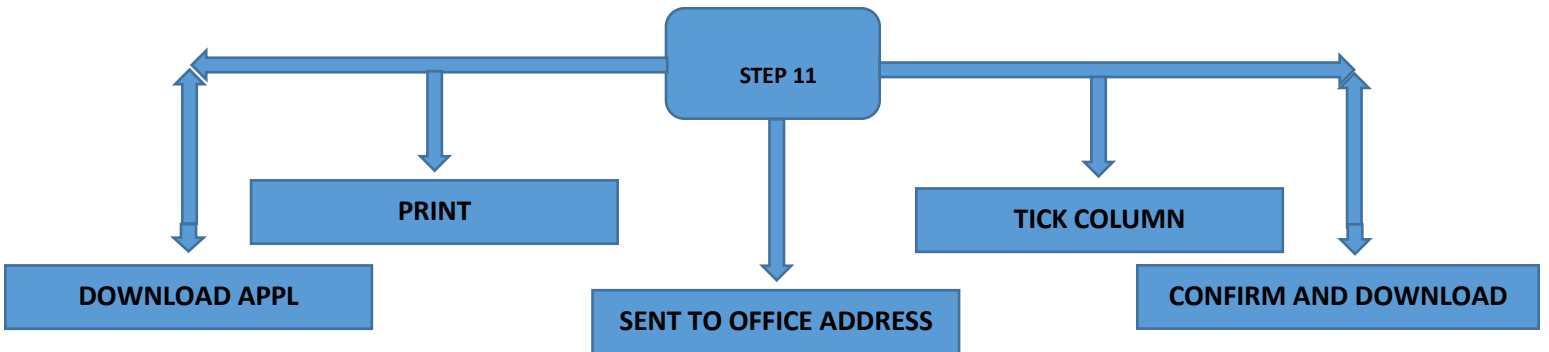 STEP 11
PRINT
TICK COLUMN
DOWNLOAD APPL
CONFIRM AND DOWNLOAD
SENT TO OFFICE ADDRESS